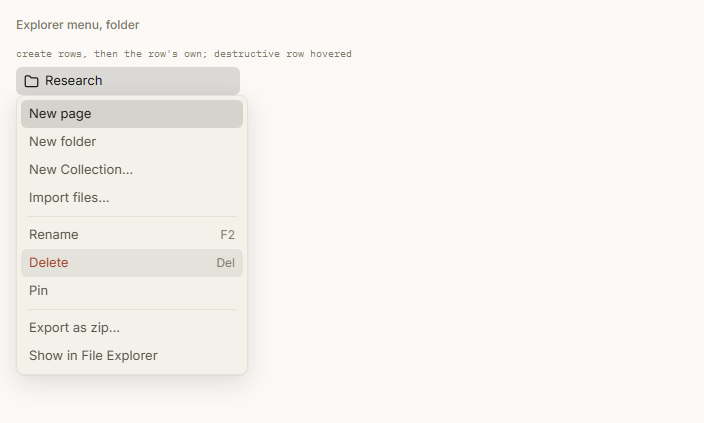 Explorer menu, folder
create rows, then the row's own; destructive row hovered
Research
New page
New folder
New Collection...
Import files...
Rename F2
Delete Del
Pin
Export as zip...
Show in File Explorer